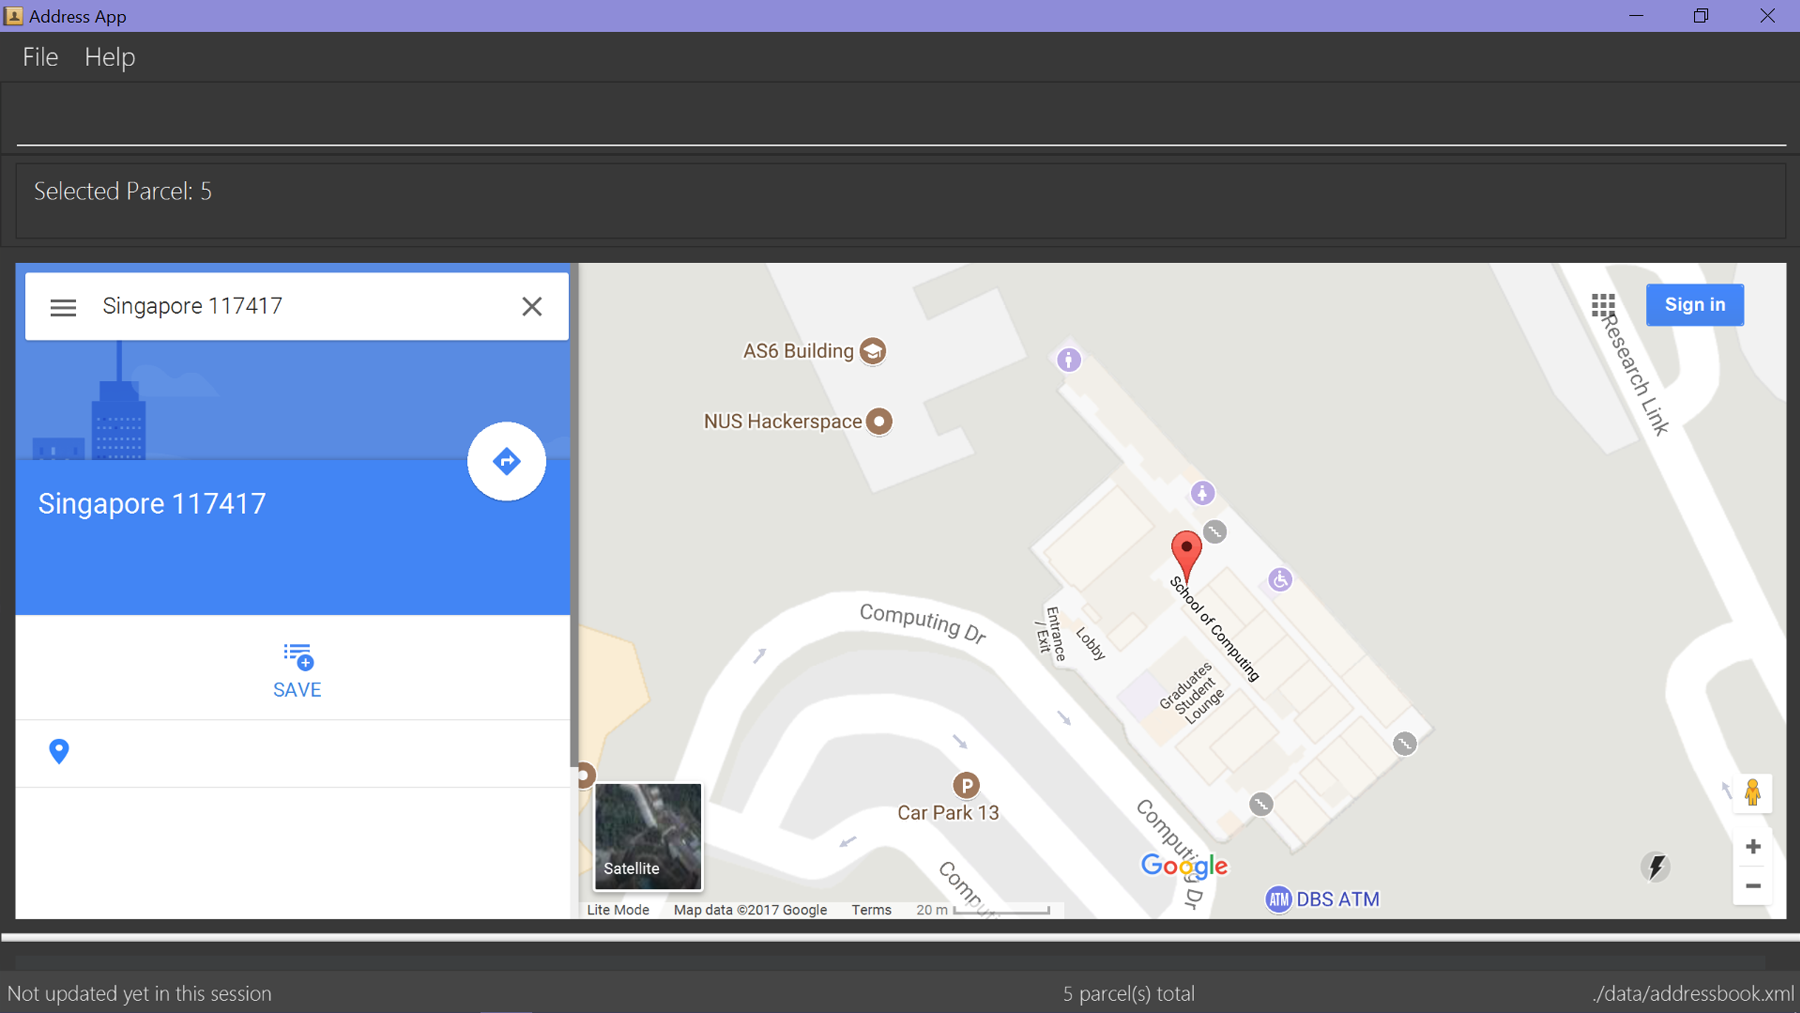 Address App
File Help
Selected Parcel: 5
Singapore 117417
Sign in
Research Link
AS6 Building
NUS Hackerspace
Singapore 117417
School of Computing
Computing Dr
Entrance
/ Exit
Lobby
Graduates
Student
Lounge
SAVE
P
Car Park 13
Computing Dr
Satellite
Google
ATM DBS ATM
Lite Mode Map data ©2017 Google Terms 20 m
Not updated yet in this session 5 parcel(s) total ./data/addressbook.xml